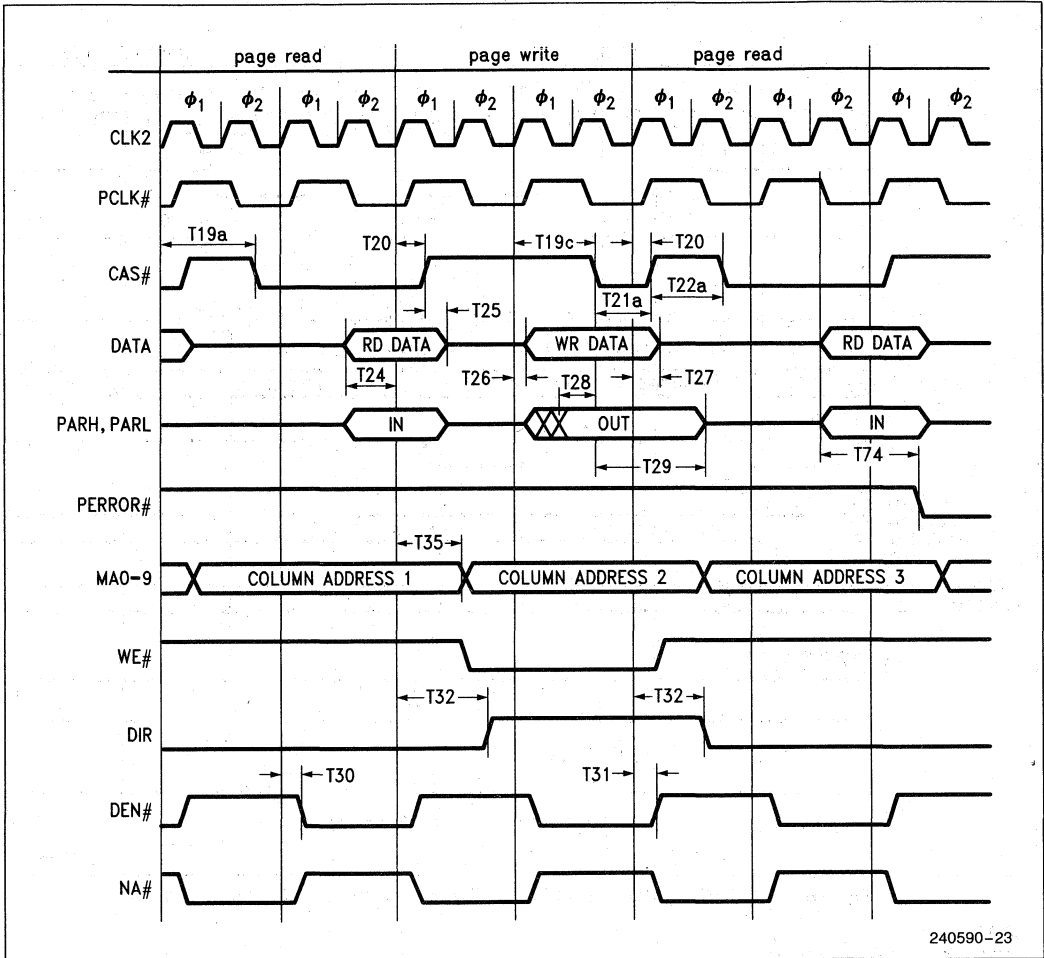 page read page write page read
ϕ1 ϕ2 ϕ1 ϕ2 ϕ1 ϕ2 ϕ1 ϕ2 ϕ1 ϕ2 ϕ1 ϕ2 ϕ1 ϕ2
CLK2
PCLK#
T19a T20 T19c T20
CAS#
T21a T22a
T25
DATA RD DATA WR DATA RD DATA
T24 T26 T28 T27
PARH, PARL IN OUT IN
T29 T74
PERROR#
T35
MA0-9 COLUMN ADDRESS 1 COLUMN ADDRESS 2 COLUMN ADDRESS 3
WE#
T32 T32
DIR
T30 T31
DEN#
NA#
240590-23